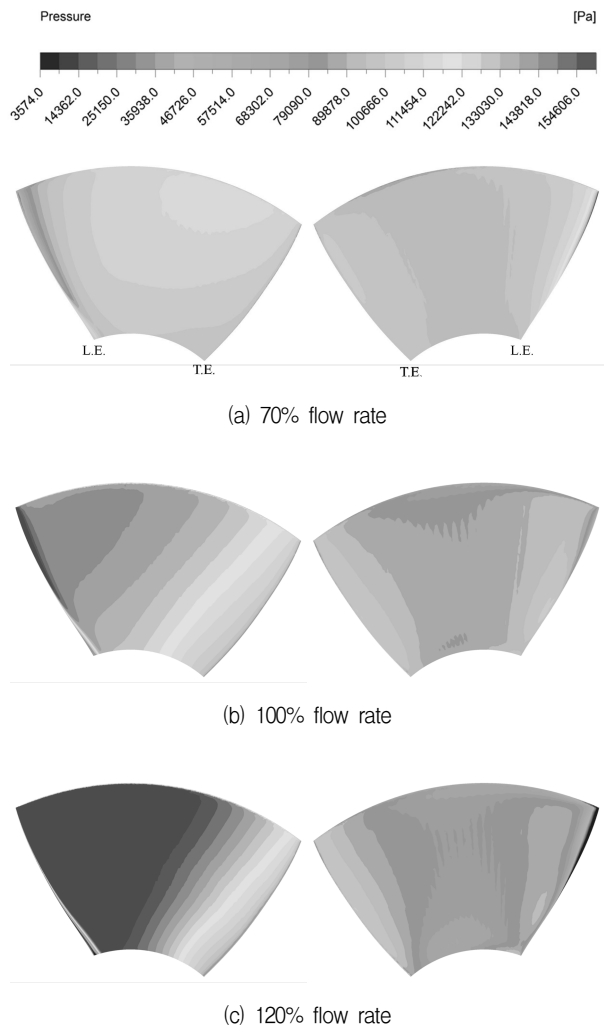 Pressure [Pa]
3574.0 14362.0 25150.0 35938.0 46726.0 57514.0 68302.0 79090.0 89878.0 100666.0 111454.0 122242.0 133030.0 143818.0 154606.0
L.E. T.E. T.E. L.E.
(a) 70% flow rate
(b) 100% flow rate
(c) 120% flow rate